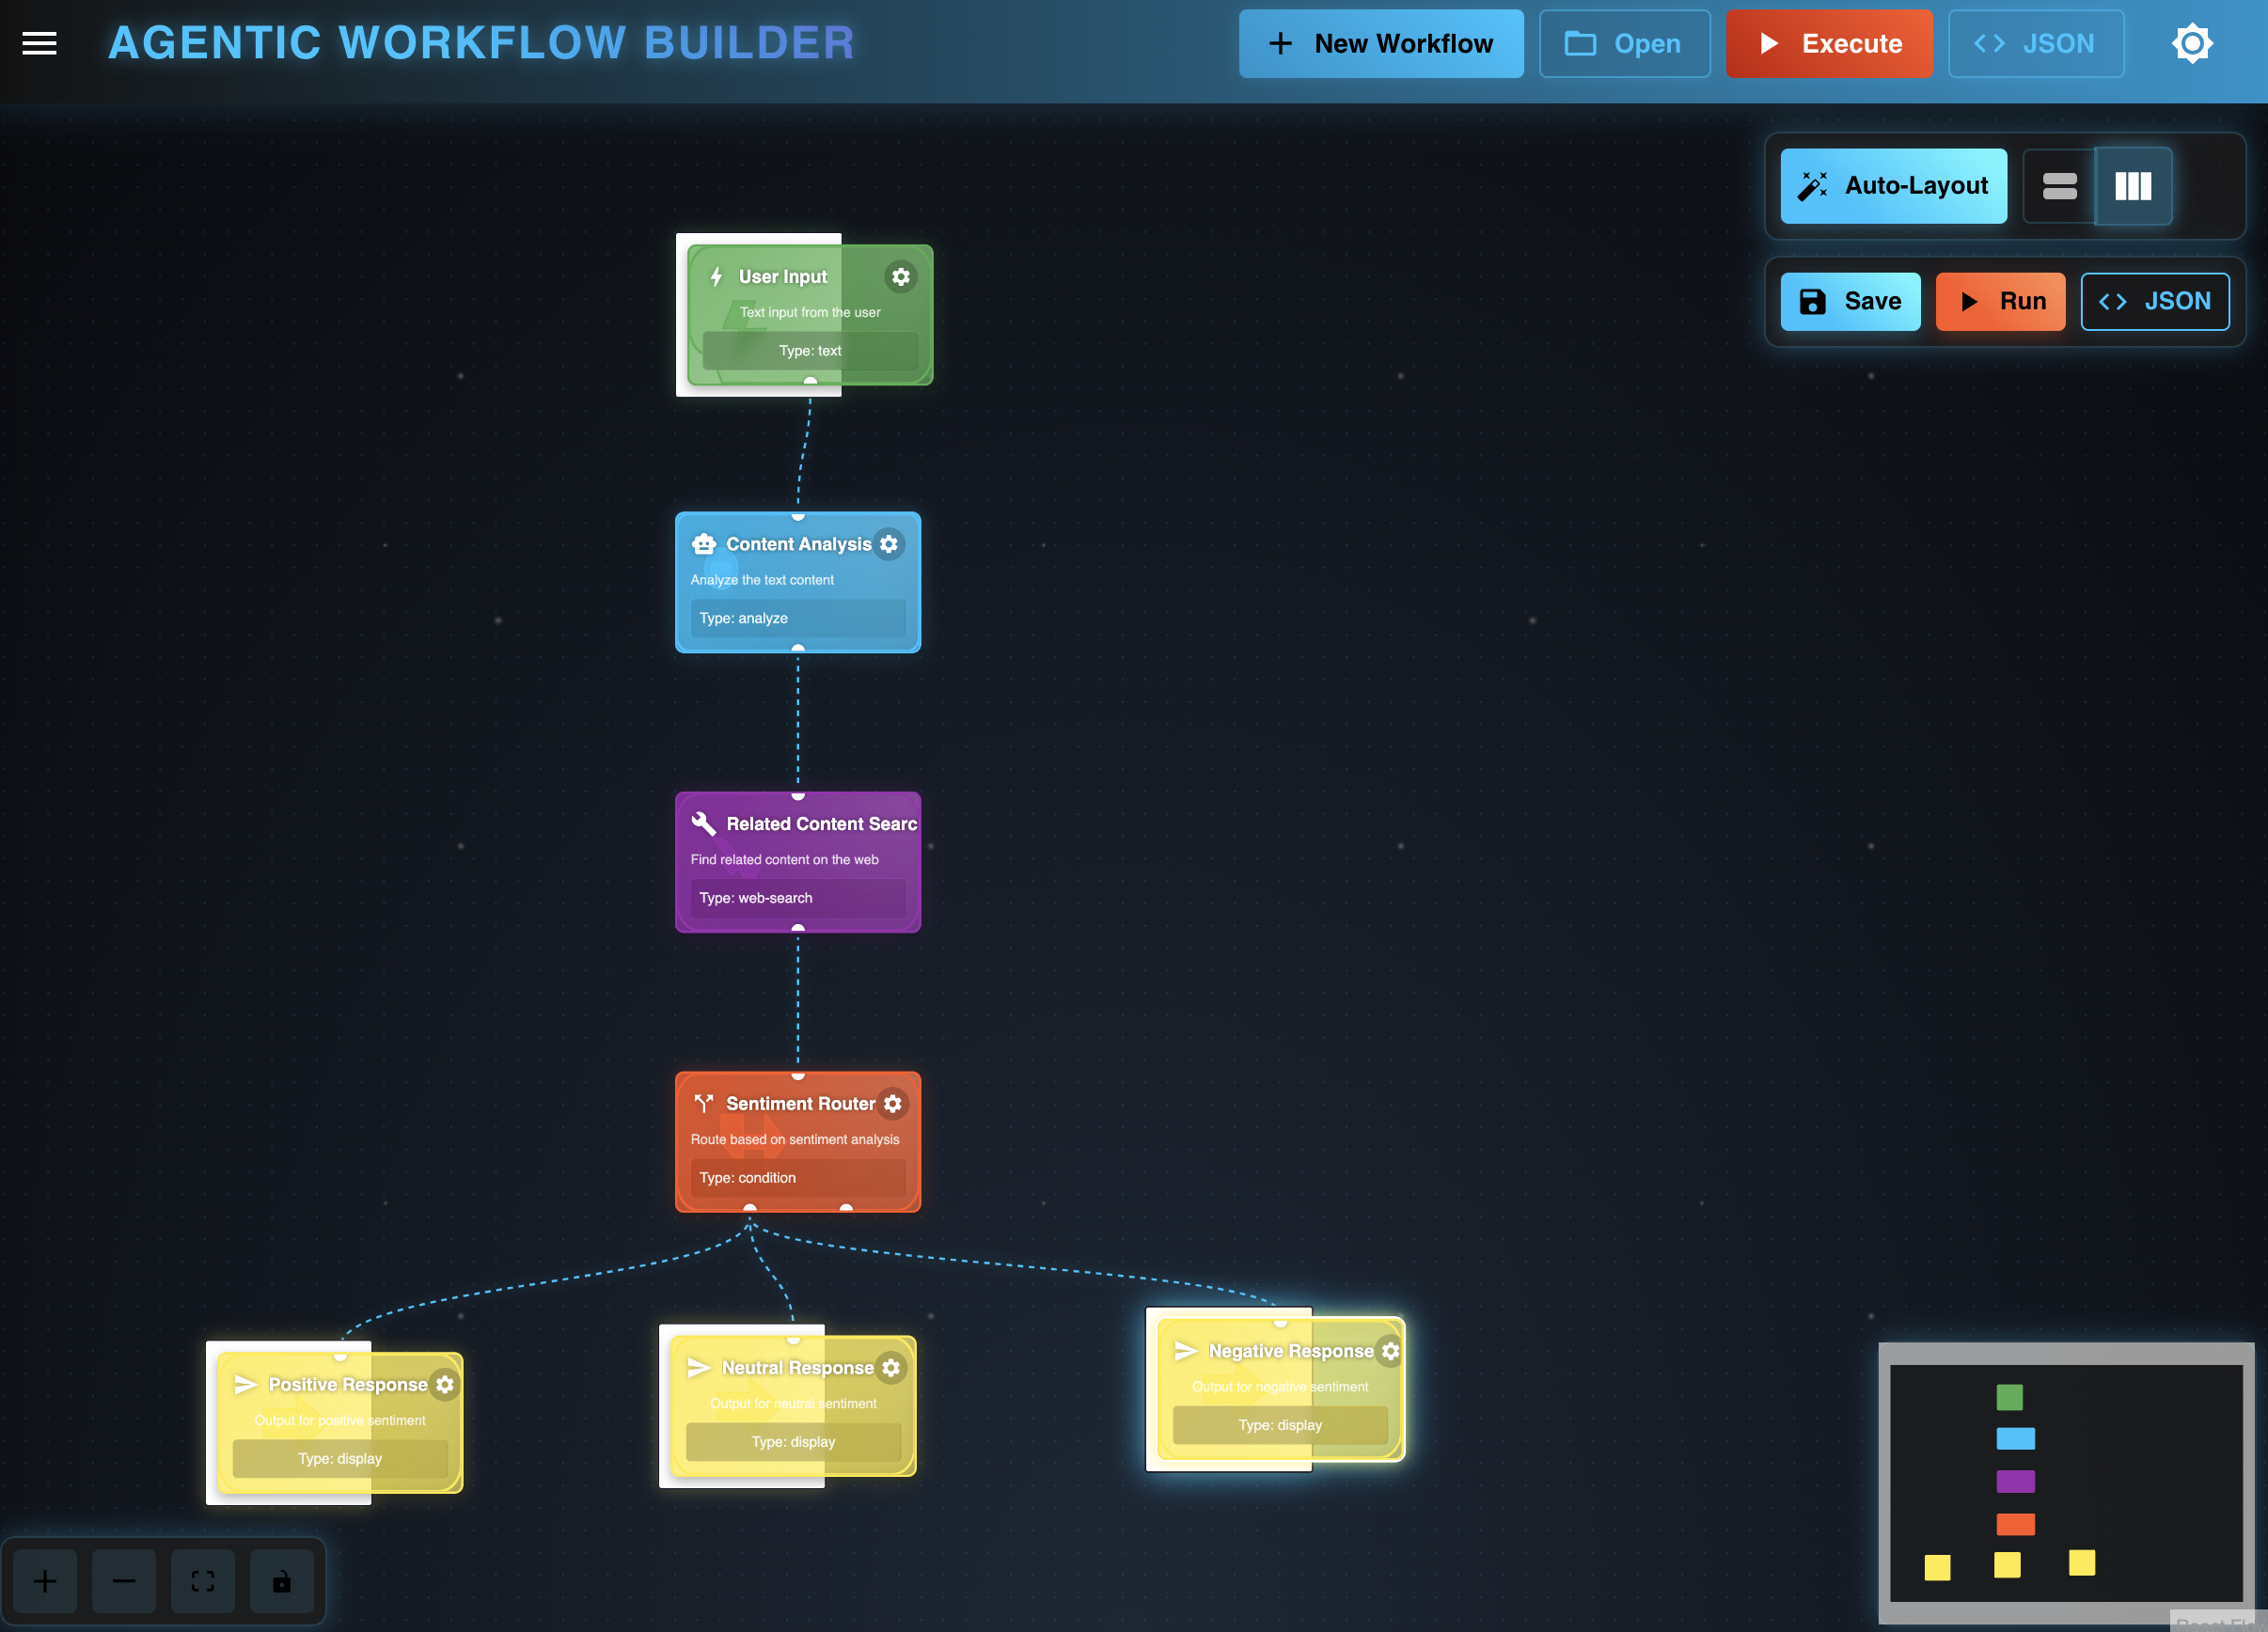 AGENTIC WORKFLOW BUILDER
New Workflow
Open
Execute
JSON
Auto-Layout
Save
Run
JSON
User Input
Text input from the user
Type: text
Content Analysis
Analyze the text content
Type: analyze
Related Content Searc
Find related content on the web
Type: web-search
Sentiment Router
Route based on sentiment analysis
Type: condition
Positive Response
Output for positive sentiment
Type: display
Neutral Response
Output for neutral sentiment
Type: display
Negative Response
Output for negative sentiment
Type: display
React Flo